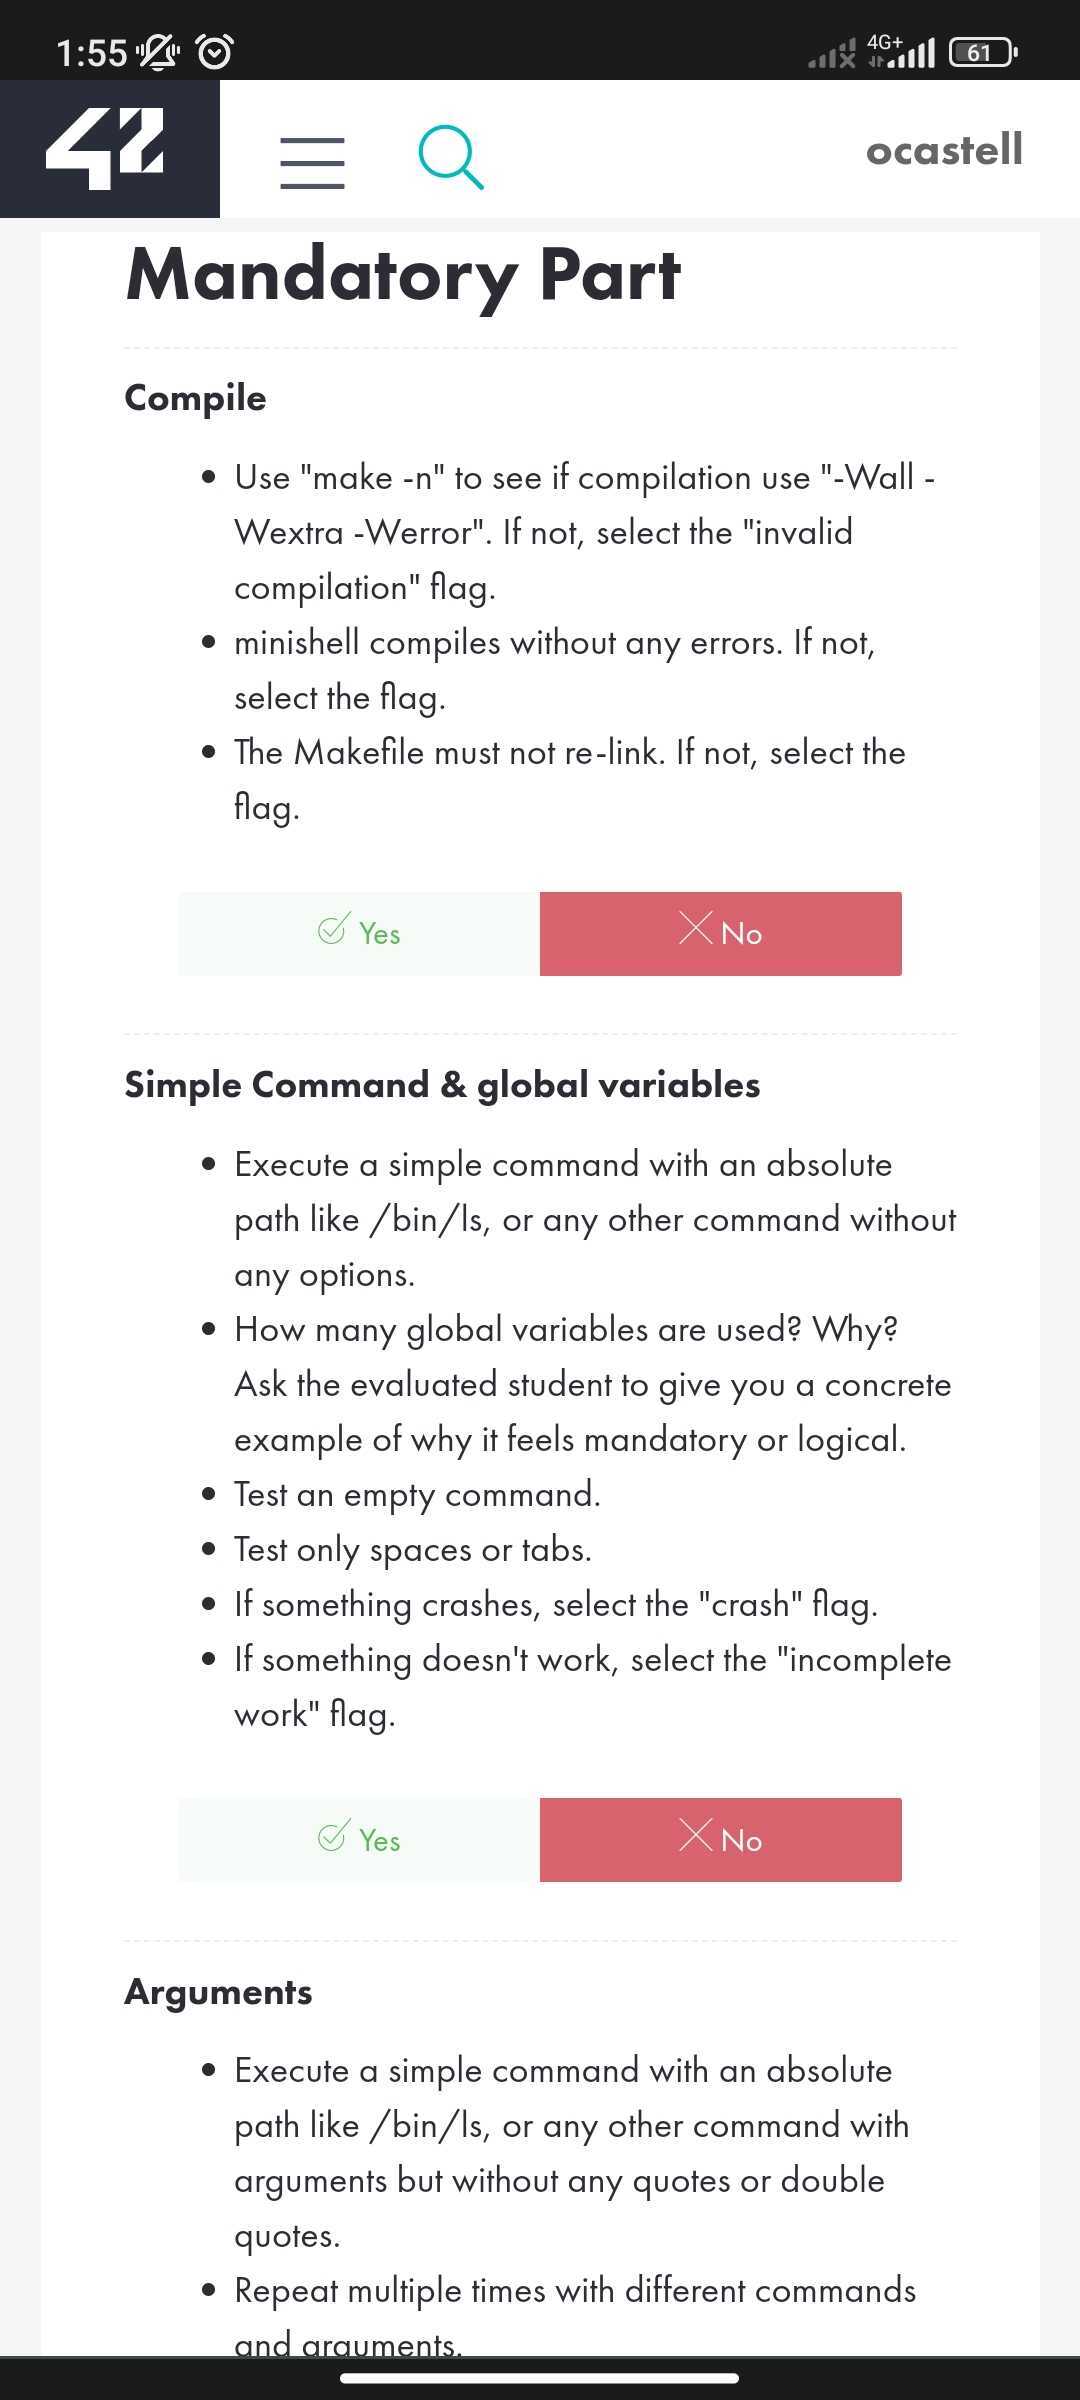 1:55
4G+
61
42
ocastell
Mandatory Part
Compile
• Use "make -n" to see if compilation use "-Wall -
Wextra -Werror". If not, select the "invalid
compilation" flag.
• minishell compiles without any errors. If not,
select the flag.
• The Makefile must not re-link. If not, select the
flag.
Yes
No
Simple Command & global variables
• Execute a simple command with an absolute
path like /bin/ls, or any other command without
any options.
• How many global variables are used? Why?
Ask the evaluated student to give you a concrete
example of why it feels mandatory or logical.
• Test an empty command.
• Test only spaces or tabs.
• If something crashes, select the "crash" flag.
• If something doesn't work, select the "incomplete
work" flag.
Yes
No
Arguments
• Execute a simple command with an absolute
path like /bin/ls, or any other command with
arguments but without any quotes or double
quotes.
• Repeat multiple times with different commands
and arguments.